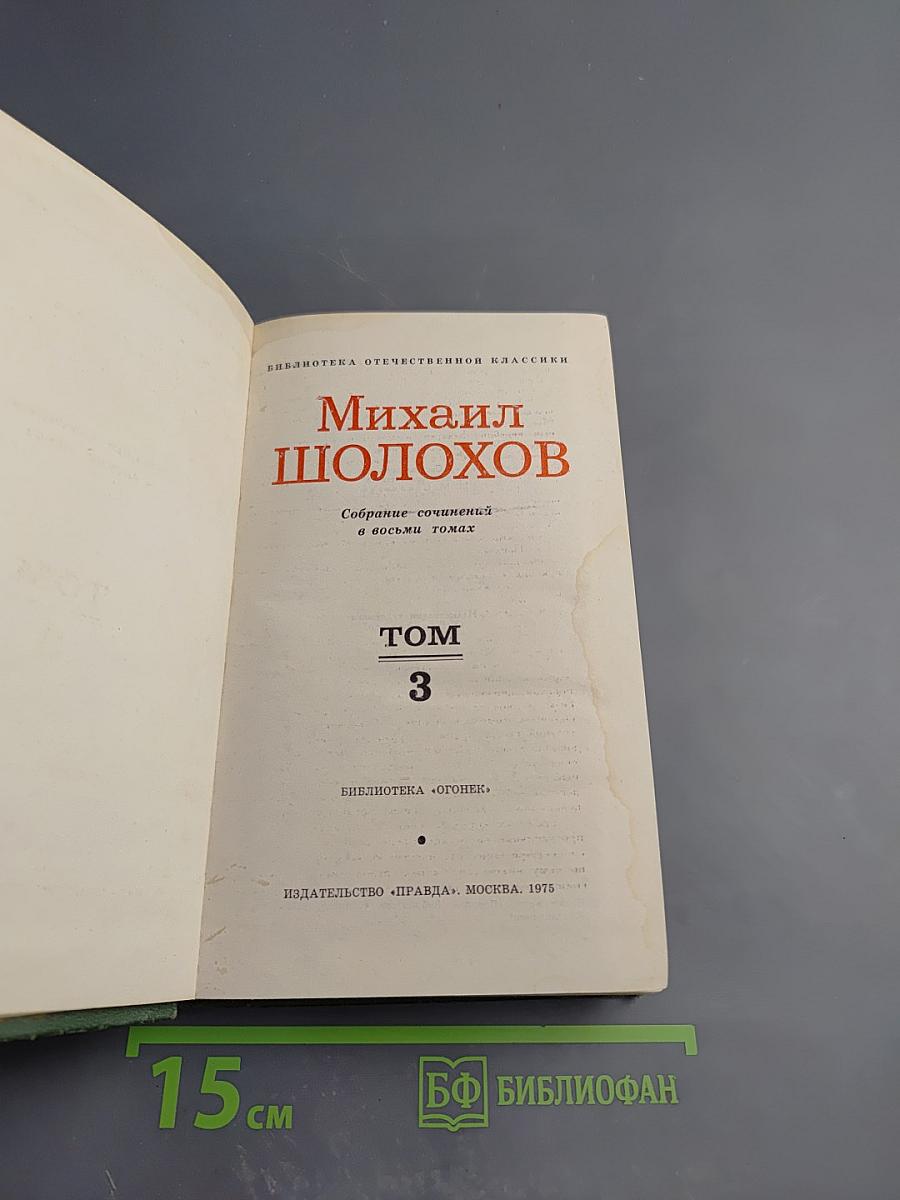 БИБЛИОТЕКА ОТЕЧЕСТВЕННОЙ КЛАССИКИ
Михаил
ШОЛОХОВ
Собрание сочинений
в восьми томах
ТОМ
3
БИБЛИОТЕКА «ОГОНЕК»
ИЗДАТЕЛЬСТВО «ПРАВДА». МОСКВА. 1975
15 см
БФ БИБЛИОФАН